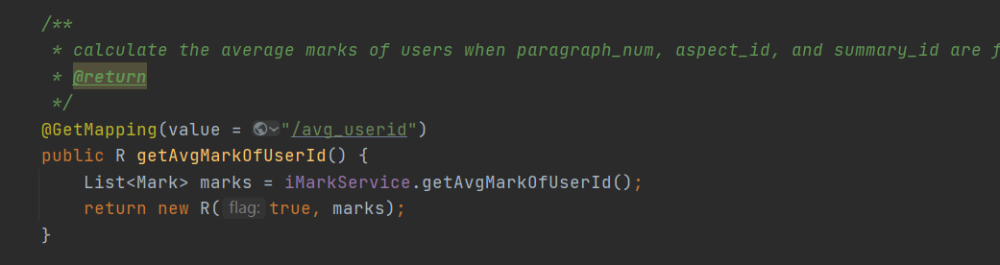 /**
* calculate the average marks of users when paragraph_num, aspect_id, and summary_id are
* @return
*/
@GetMapping(value = "/avg_userid")
public R getAvgMarkOfUserId() {
List<Mark> marks = iMarkService.getAvgMarkOfUserId();
return new R( flag: true, marks);
}